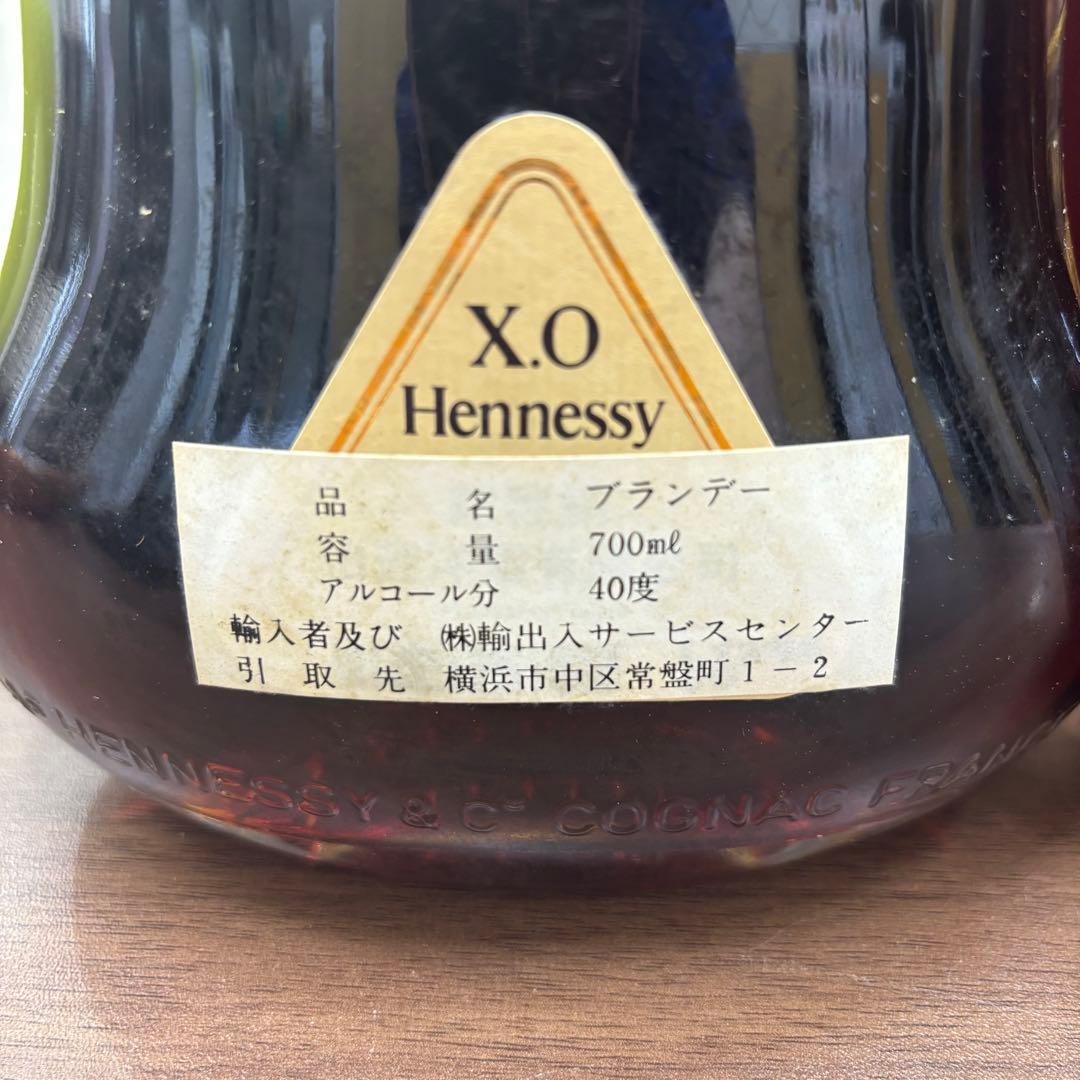 X.O
Hennessy
品名 ブランデー
容量 700mℓ
アルコール分 40度
輸入者及び ㈱輸出入サービスセンター
引取先 横浜市中区常盤町1-2
HENNESSY & Cº COGNAC FRANCE